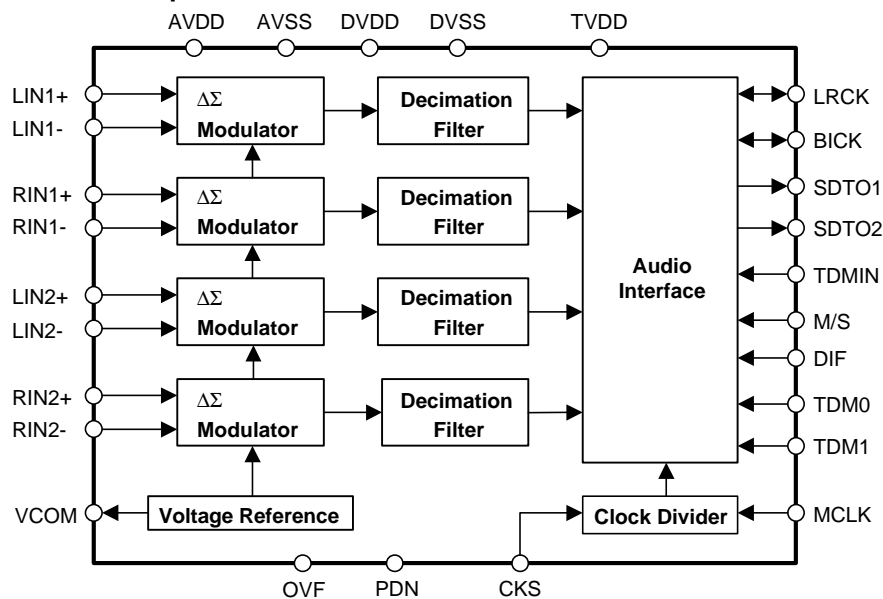 AVDD AVSS DVDD DVSS TVDD
LIN1+
LIN1-
ΔΣ
Modulator
Decimation
Filter
RIN1+
RIN1-
ΔΣ
Modulator
Decimation
Filter
LIN2+
LIN2-
ΔΣ
Modulator
Decimation
Filter
RIN2+
RIN2-
ΔΣ
Modulator
Decimation
Filter
VCOM
Voltage Reference
Audio
Interface
Clock Divider
LRCK
BICK
SDTO1
SDTO2
TDMIN
M/S
DIF
TDM0
TDM1
MCLK
OVF PDN CKS